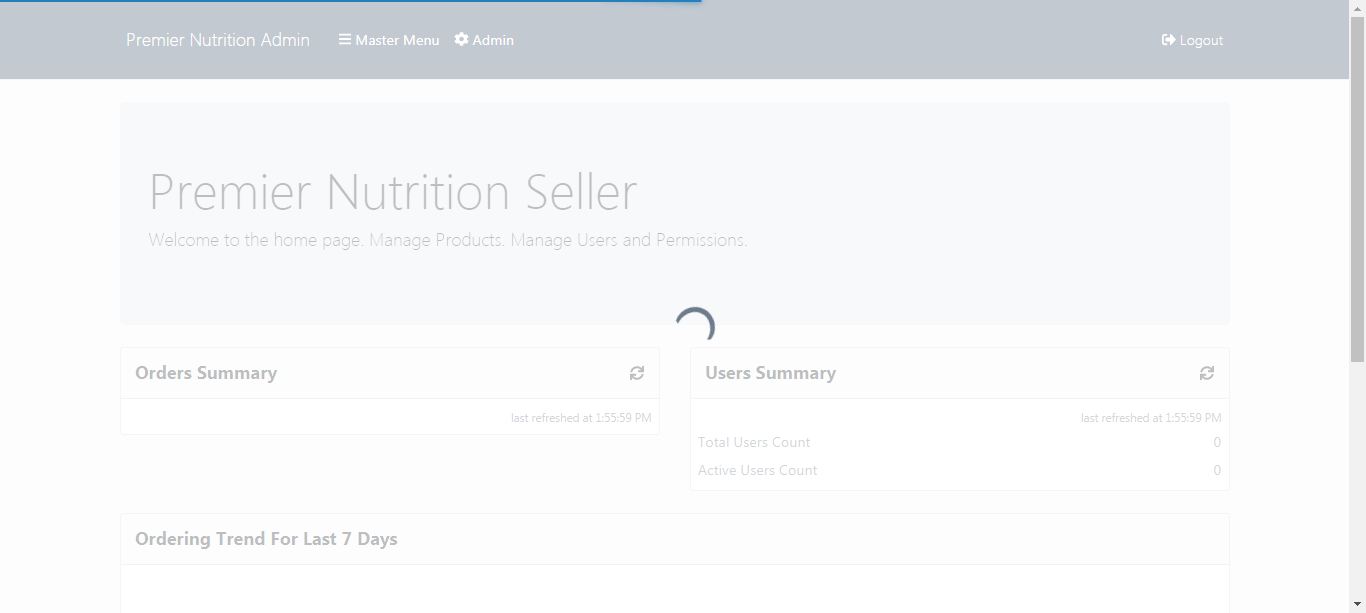 Premier Nutrition Admin Master Menu Admin Logout
Premier Nutrition Seller
Welcome to the home page. Manage Products. Manage Users and Permissions.
Orders Summary
last refreshed at 1:55:59 PM
Users Summary
last refreshed at 1:55:59 PM
Total Users Count 0
Active Users Count 0
Ordering Trend For Last 7 Days